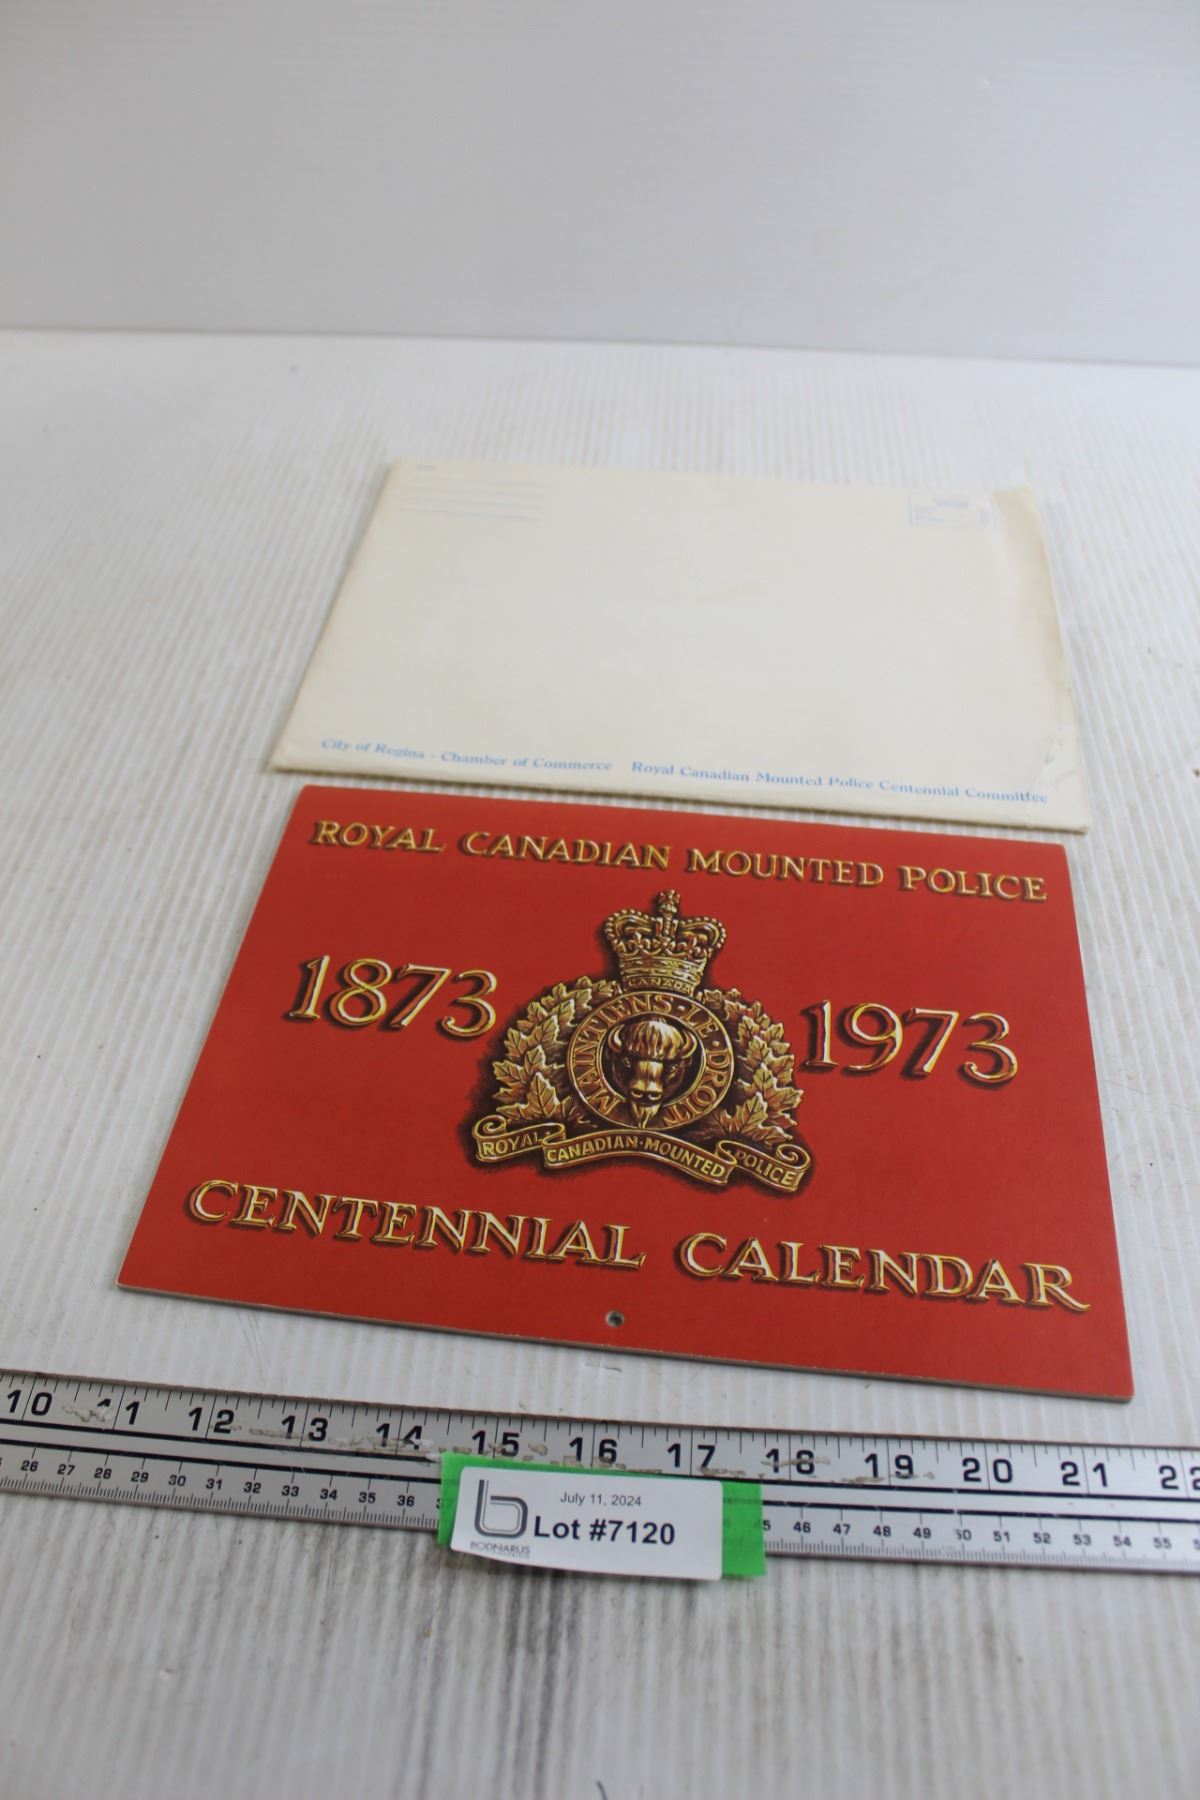 City of Regina - Chamber of Commerce Royal Canadian Mounted Police Centennial Committee
ROYAL CANADIAN MOUNTED POLICE
1873 1973
CANADA
MAINTIENS · LE · DROIT
ROYAL · CANADIAN · MOUNTED POLICE
CENTENNIAL CALENDAR
10 11 12 13 14 15 16 17 18 19 20 21 22
26 27 28 29 30 31 32 33 34 35 36 37 5 46 47 48 49 50 51 52 53 54 55
July 11, 2024
Lot #7120
BODNARUS